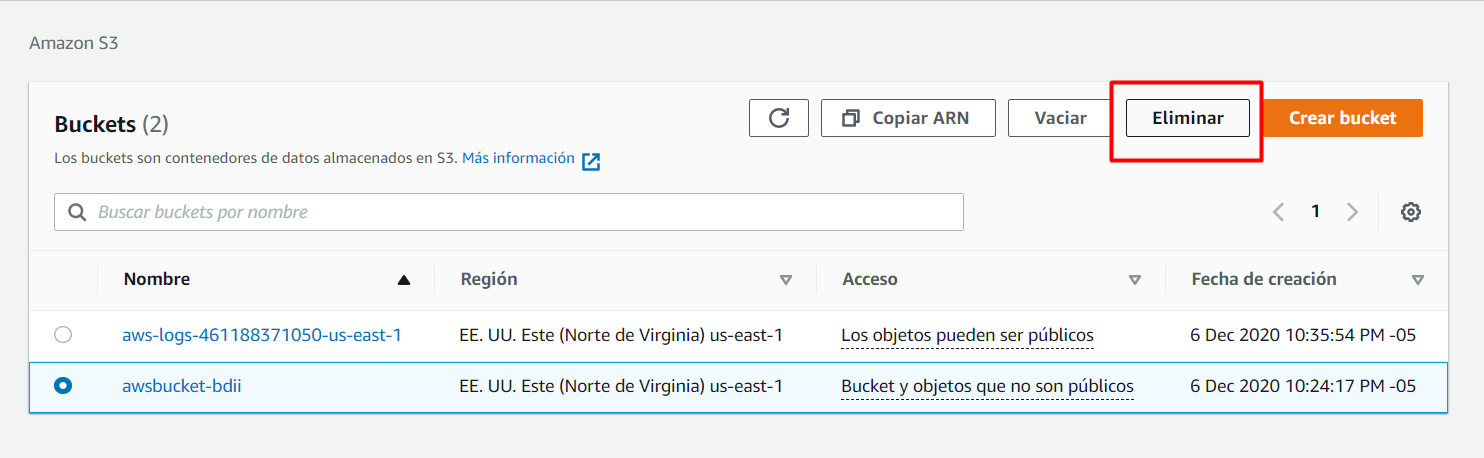 Amazon S3
Buckets (2)
Copiar ARN
Vaciar
Eliminar
Crear bucket
Los buckets son contenedores de datos almacenados en S3. Más información
Buscar buckets por nombre
1
Nombre Región Acceso Fecha de creación
aws-logs-461188371050-us-east-1 EE. UU. Este (Norte de Virginia) us-east-1 Los objetos pueden ser públicos 6 Dec 2020 10:35:54 PM -05
awsbucket-bdii EE. UU. Este (Norte de Virginia) us-east-1 Bucket y objetos que no son públicos 6 Dec 2020 10:24:17 PM -05